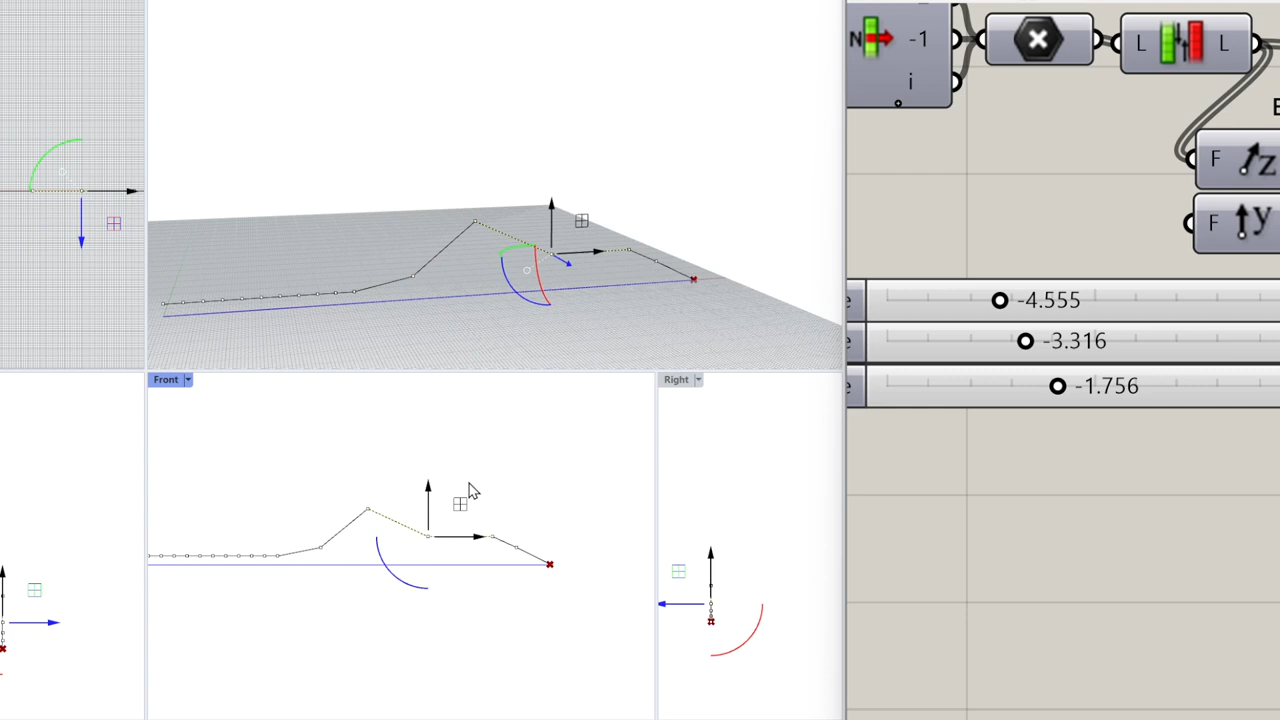 N -1
L L
i
F z
F y
e -4.555
e -3.316
e -1.756
Front
Right